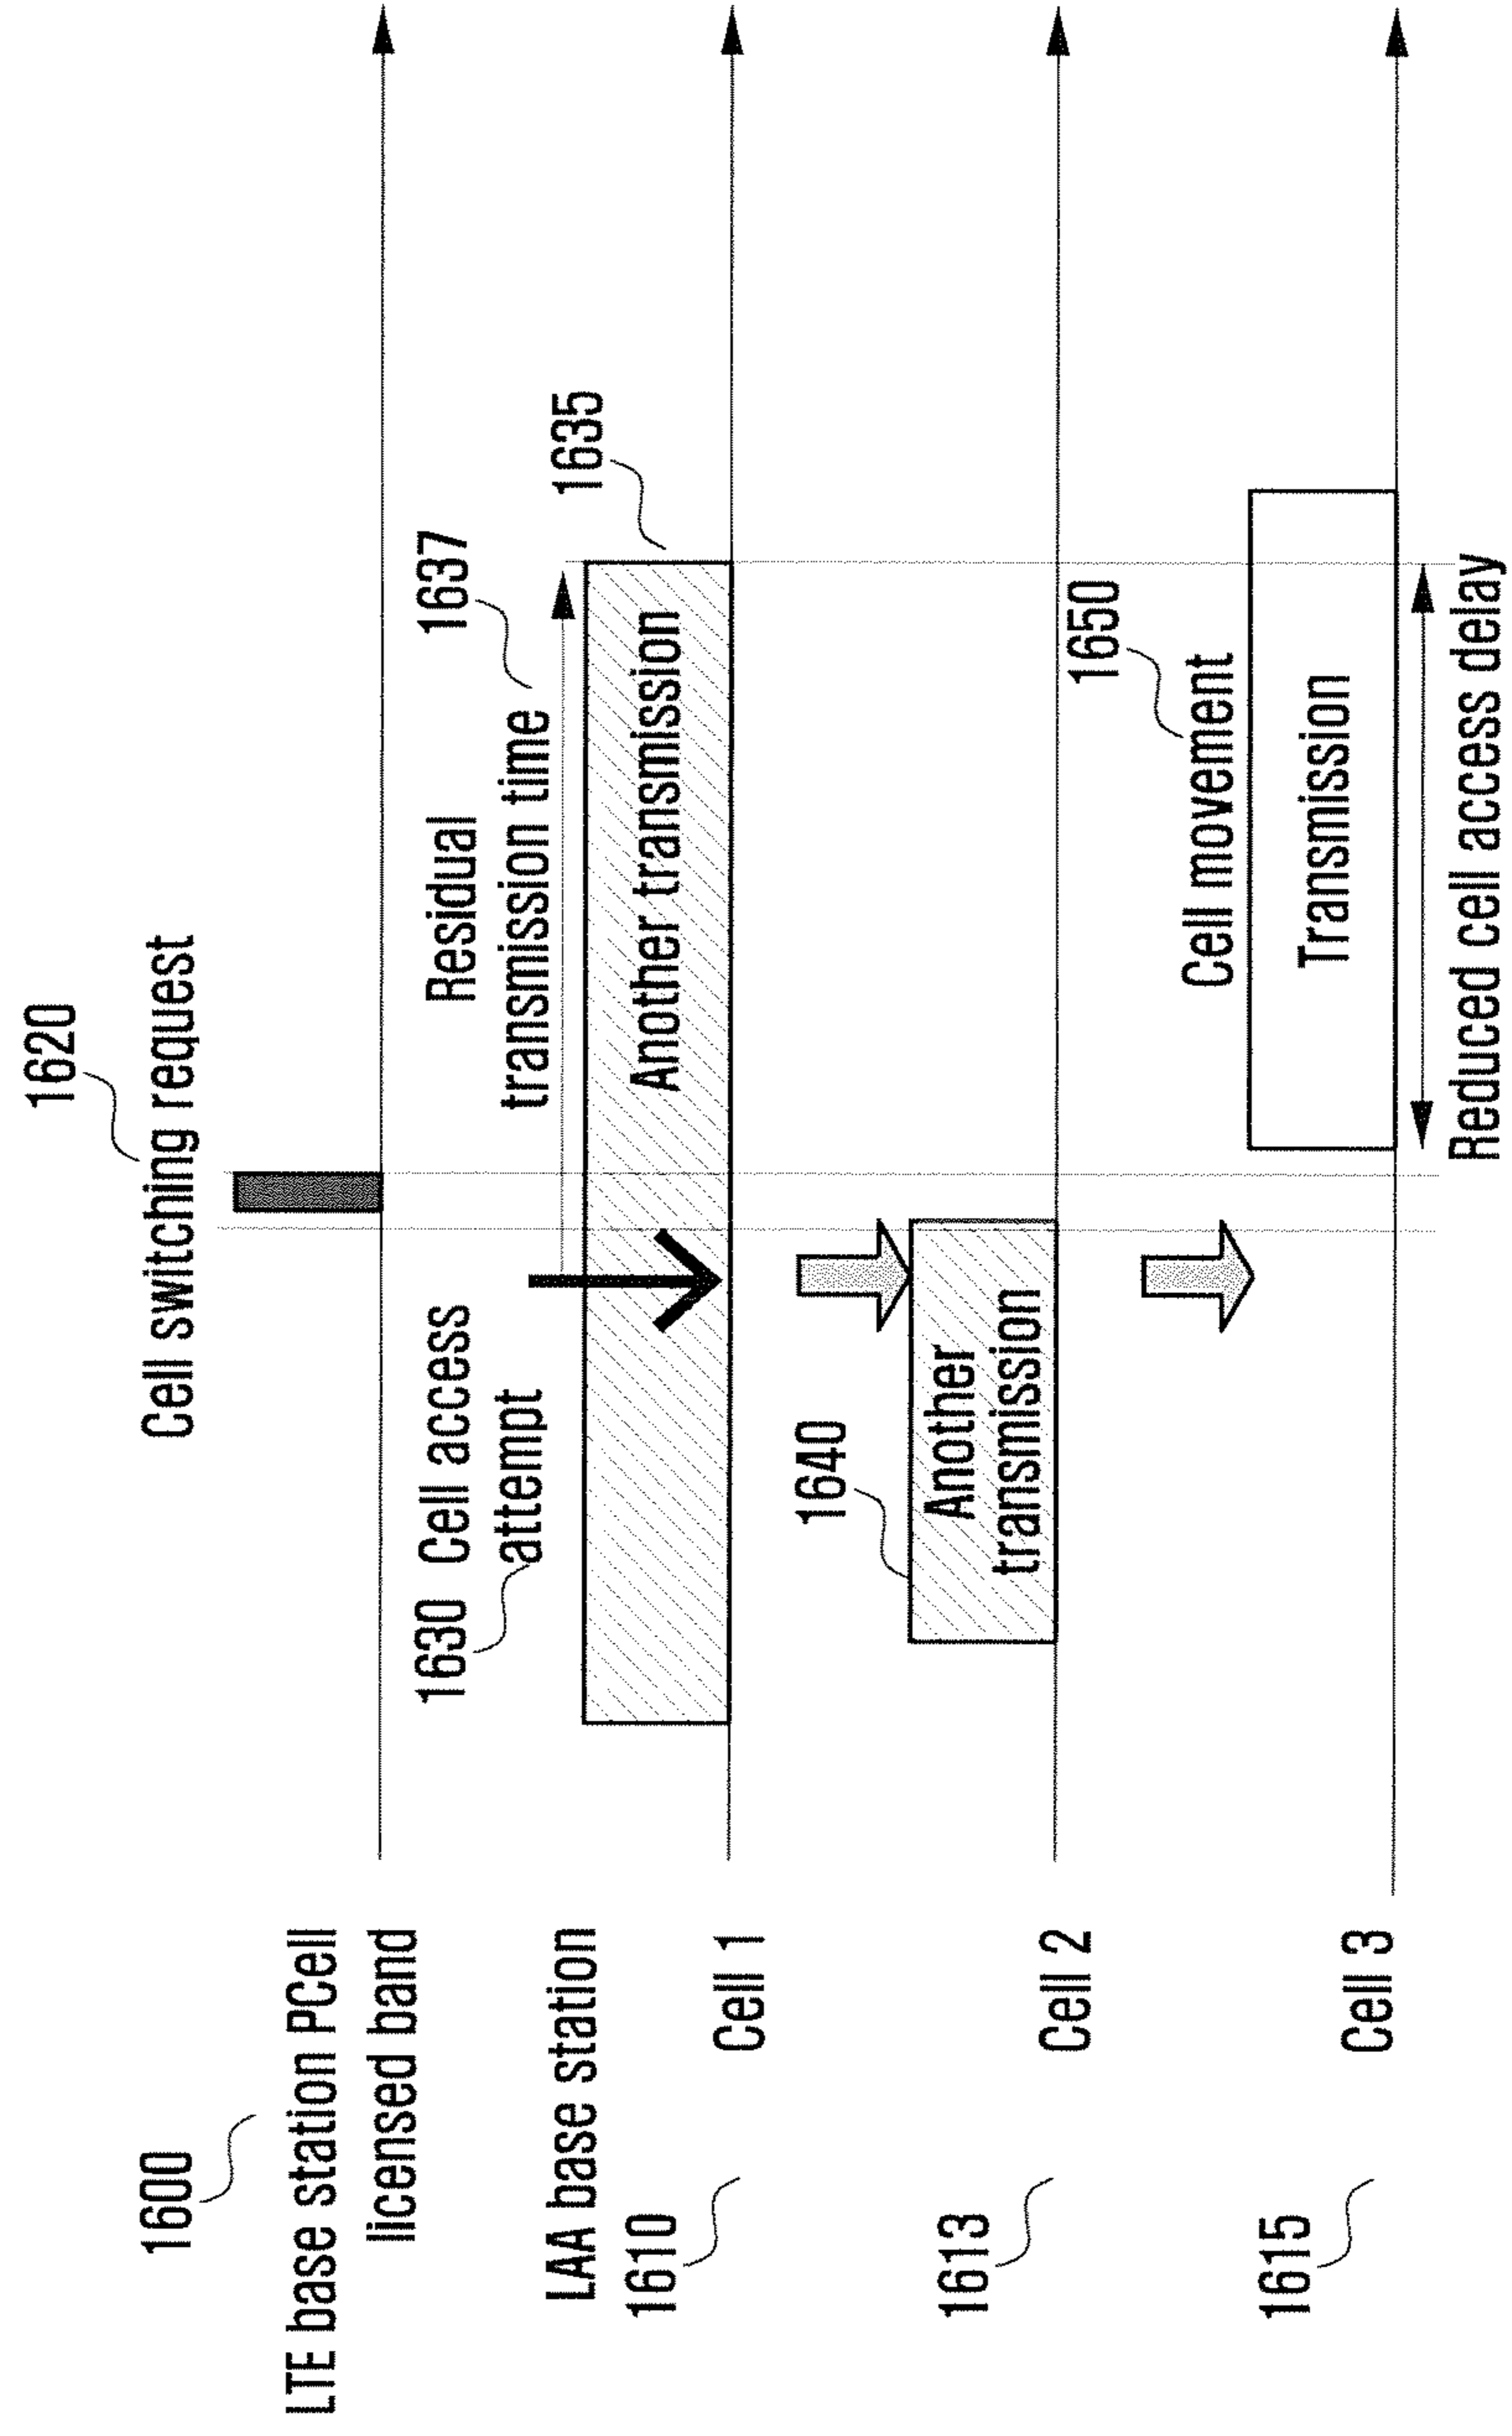 1620
Cell switching request
1600
LTE base station PCell
licensed band
1637
Residual
transmission time
1630
Cell access
attempt
1635
Another transmission
LAA base station
1610
Cell 1
1640
Another
transmission
1613
Cell 2
1650
Cell movement
Transmission
1615
Cell 3
Reduced cell access delay